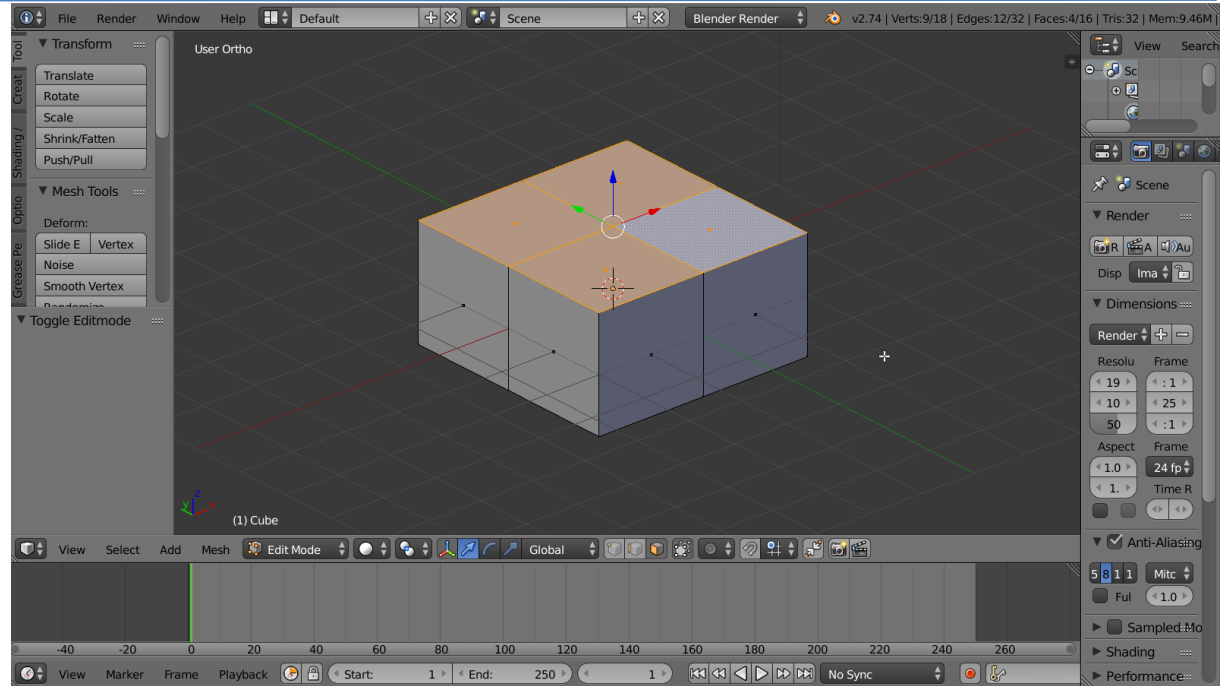 File Render Window Help Default Scene Blender Render v2.74 | Verts:9/18 | Edges:12/32 | Faces:4/16 | Tris:32 | Mem:9.46M |
Tool
Creat
Shading /
Optio
Grease Pe
Transform
Translate
Rotate
Scale
Shrink/Fatten
Push/Pull
Mesh Tools
Deform:
Slide E Vertex
Noise
Smooth Vertex
Randomize
Toggle Editmode
User Ortho
z
y x
(1) Cube
View Select Add Mesh Edit Mode Global
-40 -20 0 20 40 60 80 100 120 140 160 180 200 220 240 260
View Marker Frame Playback Start: 1 End: 250 1 No Sync
View Search
Sc
Scene
Render
R A Au
Disp Ima
Dimensions
Render
Resolu Frame
19 : 1
10 25
50 :1
Aspect Frame
1.0 24 fp
1. Time R
Anti-Aliasing
5 8 1 1 Mitc
Ful 1.0
Sampled Mo
Shading
Performance